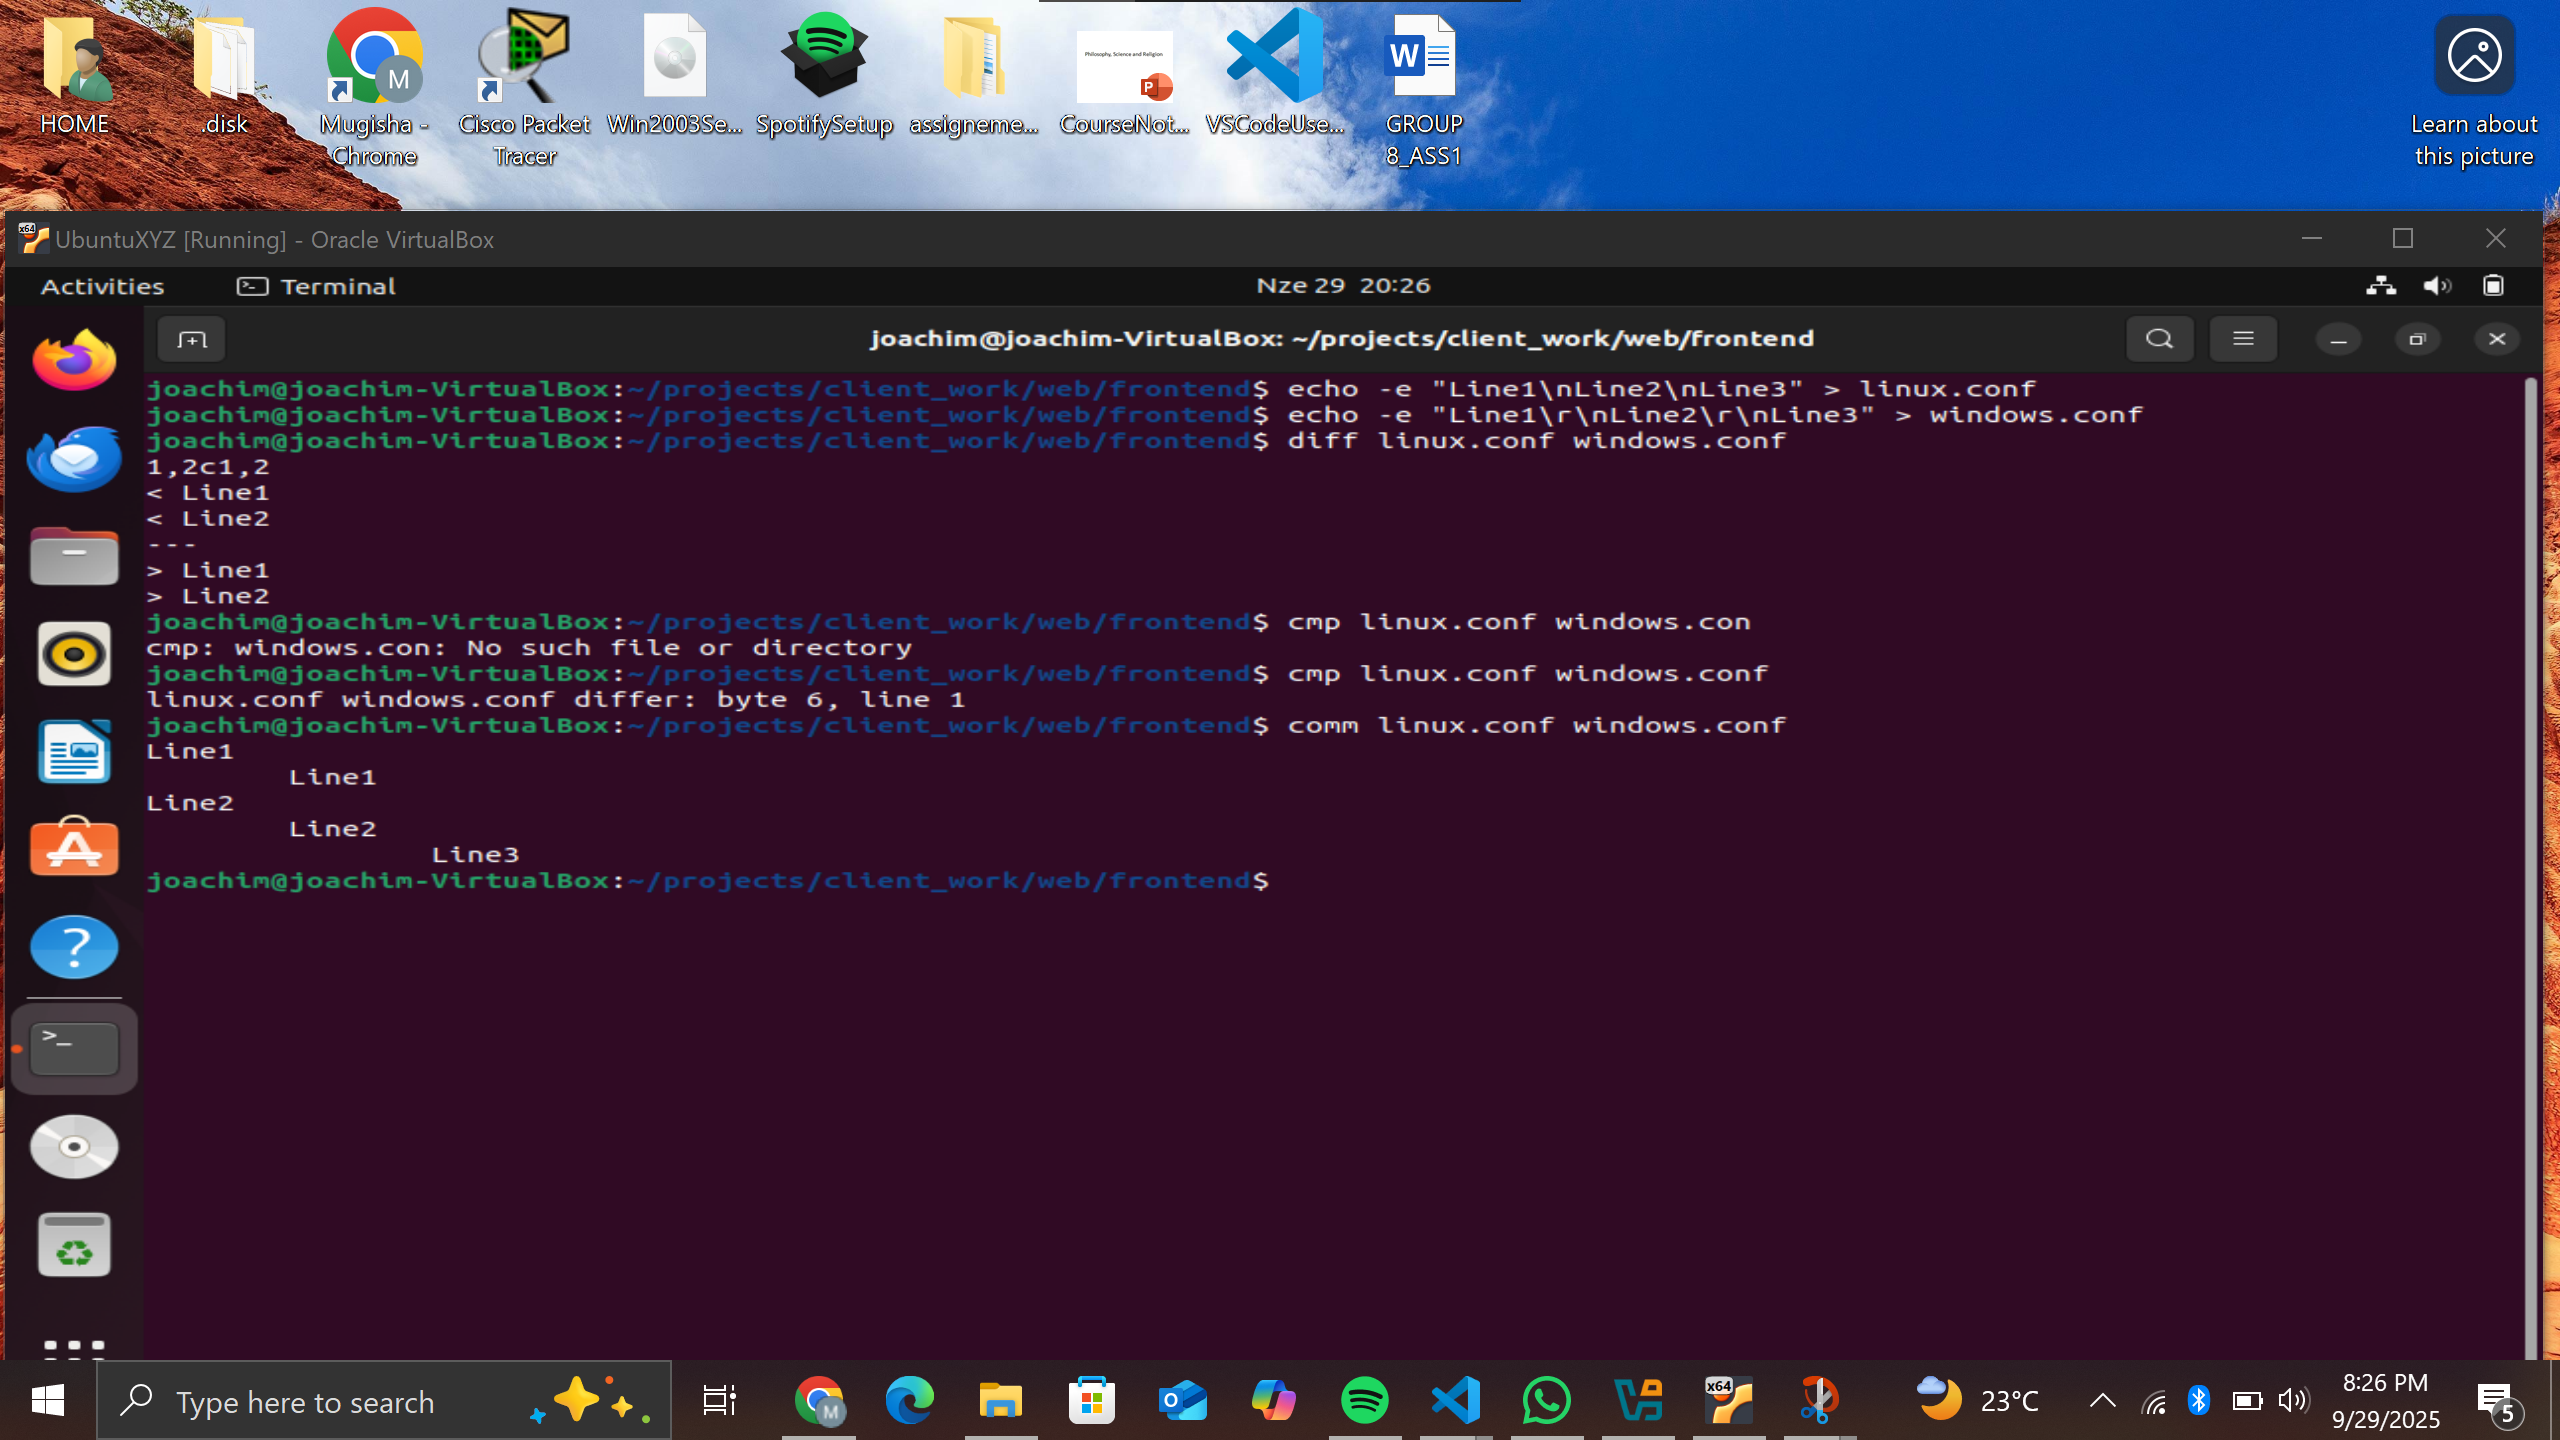 HOME
.disk
Mugisha - Chrome
Cisco Packet Tracer
Win2003Se...
SpotifySetup
assigneme...
Philosophy, Science and Religion
CourseNot...
VSCodeUse...
GROUP 8_ASS1
Learn about this picture
UbuntuXYZ [Running] - Oracle VirtualBox
Activities
Terminal
Nze 29 20:26
joachim@joachim-VirtualBox: ~/projects/client_work/web/frontend
joachim@joachim-VirtualBox:~/projects/client_work/web/frontend$ echo -e "Line1\nLine2\nLine3" > linux.conf
joachim@joachim-VirtualBox:~/projects/client_work/web/frontend$ echo -e "Line1\r\nLine2\r\nLine3" > windows.conf
joachim@joachim-VirtualBox:~/projects/client_work/web/frontend$ diff linux.conf windows.conf
1,2c1,2
< Line1
< Line2
---
> Line1
> Line2
joachim@joachim-VirtualBox:~/projects/client_work/web/frontend$ cmp linux.conf windows.con
cmp: windows.con: No such file or directory
joachim@joachim-VirtualBox:~/projects/client_work/web/frontend$ cmp linux.conf windows.conf
linux.conf windows.conf differ: byte 6, line 1
joachim@joachim-VirtualBox:~/projects/client_work/web/frontend$ comm linux.conf windows.conf
Line1
	Line1
Line2
	Line2
		Line3
joachim@joachim-VirtualBox:~/projects/client_work/web/frontend$
Type here to search
23°C
8:26 PM
9/29/2025
5